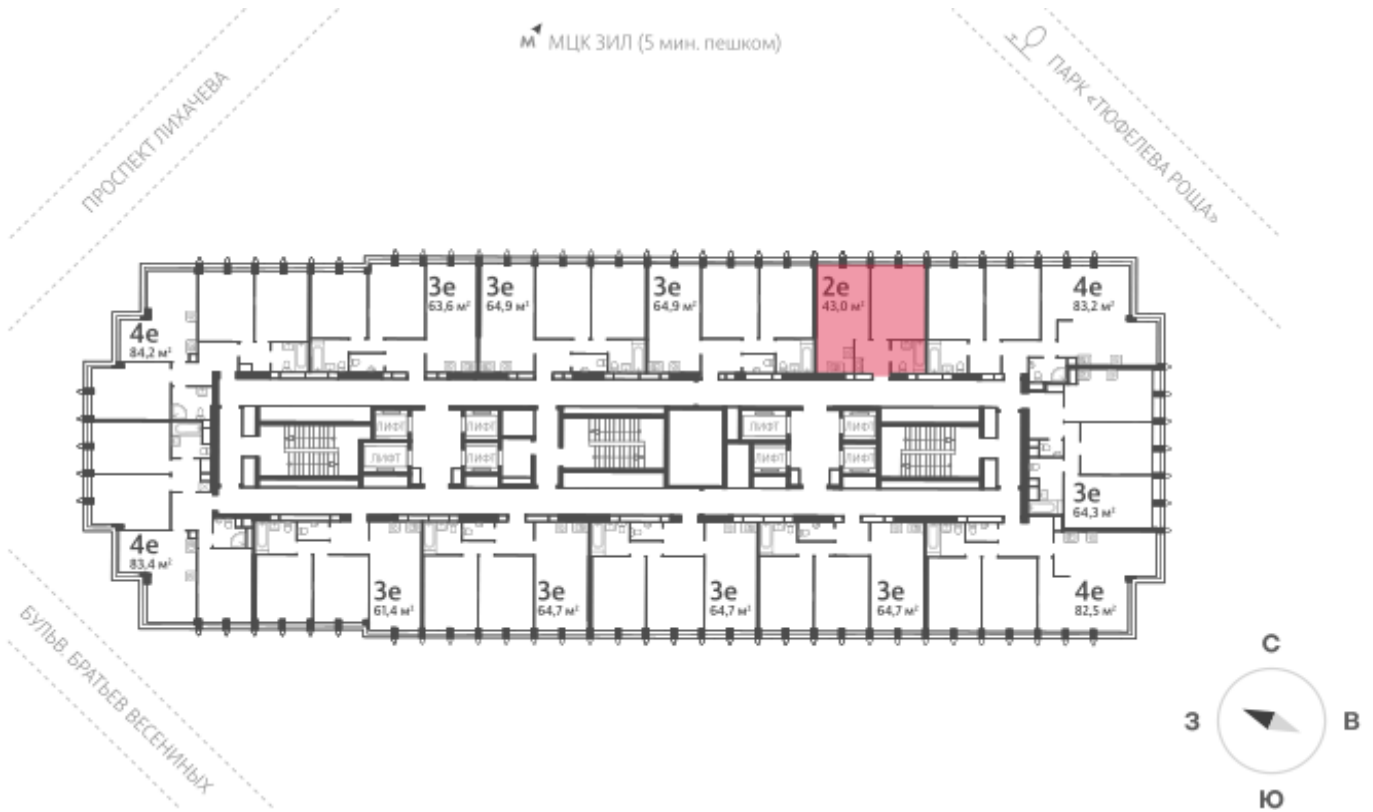 М МЦК ЗИЛ (5 мин. пешком)
ПРОСПЕКТ ЛИХАЧЕВА
ПАРК «ТЮФЕЛЕВА РОЩА»
3е
63,6 м²
3е
64,9 м²
3е
64,9 м²
2е
43,0 м²
4е
83,2 м²
4е
84,2 м²
ЛИФТ
ЛИФТ
ЛИФТ
ЛИФТ
ЛИФТ
ЛИФТ
ЛИФТ
ЛИФТ
3е
64,3 м²
4е
83,4 м²
3е
61,4 м²
3е
64,7 м²
3е
64,7 м²
3е
64,7 м²
4е
82,5 м²
БУЛЬВ. БРАТЬЕВ ВЕСЕНИНЫХ
С
З
В
Ю